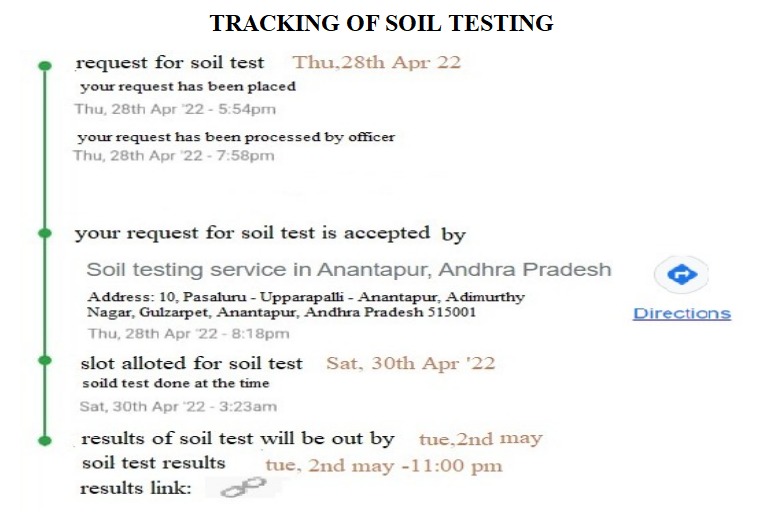 TRACKING OF SOIL TESTING
request for soil test Thu,28th Apr 22
your request has been placed
Thu, 28th Apr '22 - 5:54pm
your request has been processed by officer
Thu, 28th Apr '22 - 7:58pm
your request for soil test is accepted by
Soil testing service in Anantapur, Andhra Pradesh
Address: 10, Pasaluru - Upparapalli - Anantapur, Adimurthy
Nagar, Gulzarpet, Anantapur, Andhra Pradesh 515001
Directions
Thu, 28th Apr '22 - 8:18pm
slot alloted for soil test Sat, 30th Apr '22
soild test done at the time
Sat, 30th Apr '22 - 3:23am
results of soil test will be out by tue,2nd may
soil test results tue, 2nd may -11:00 pm
results link: